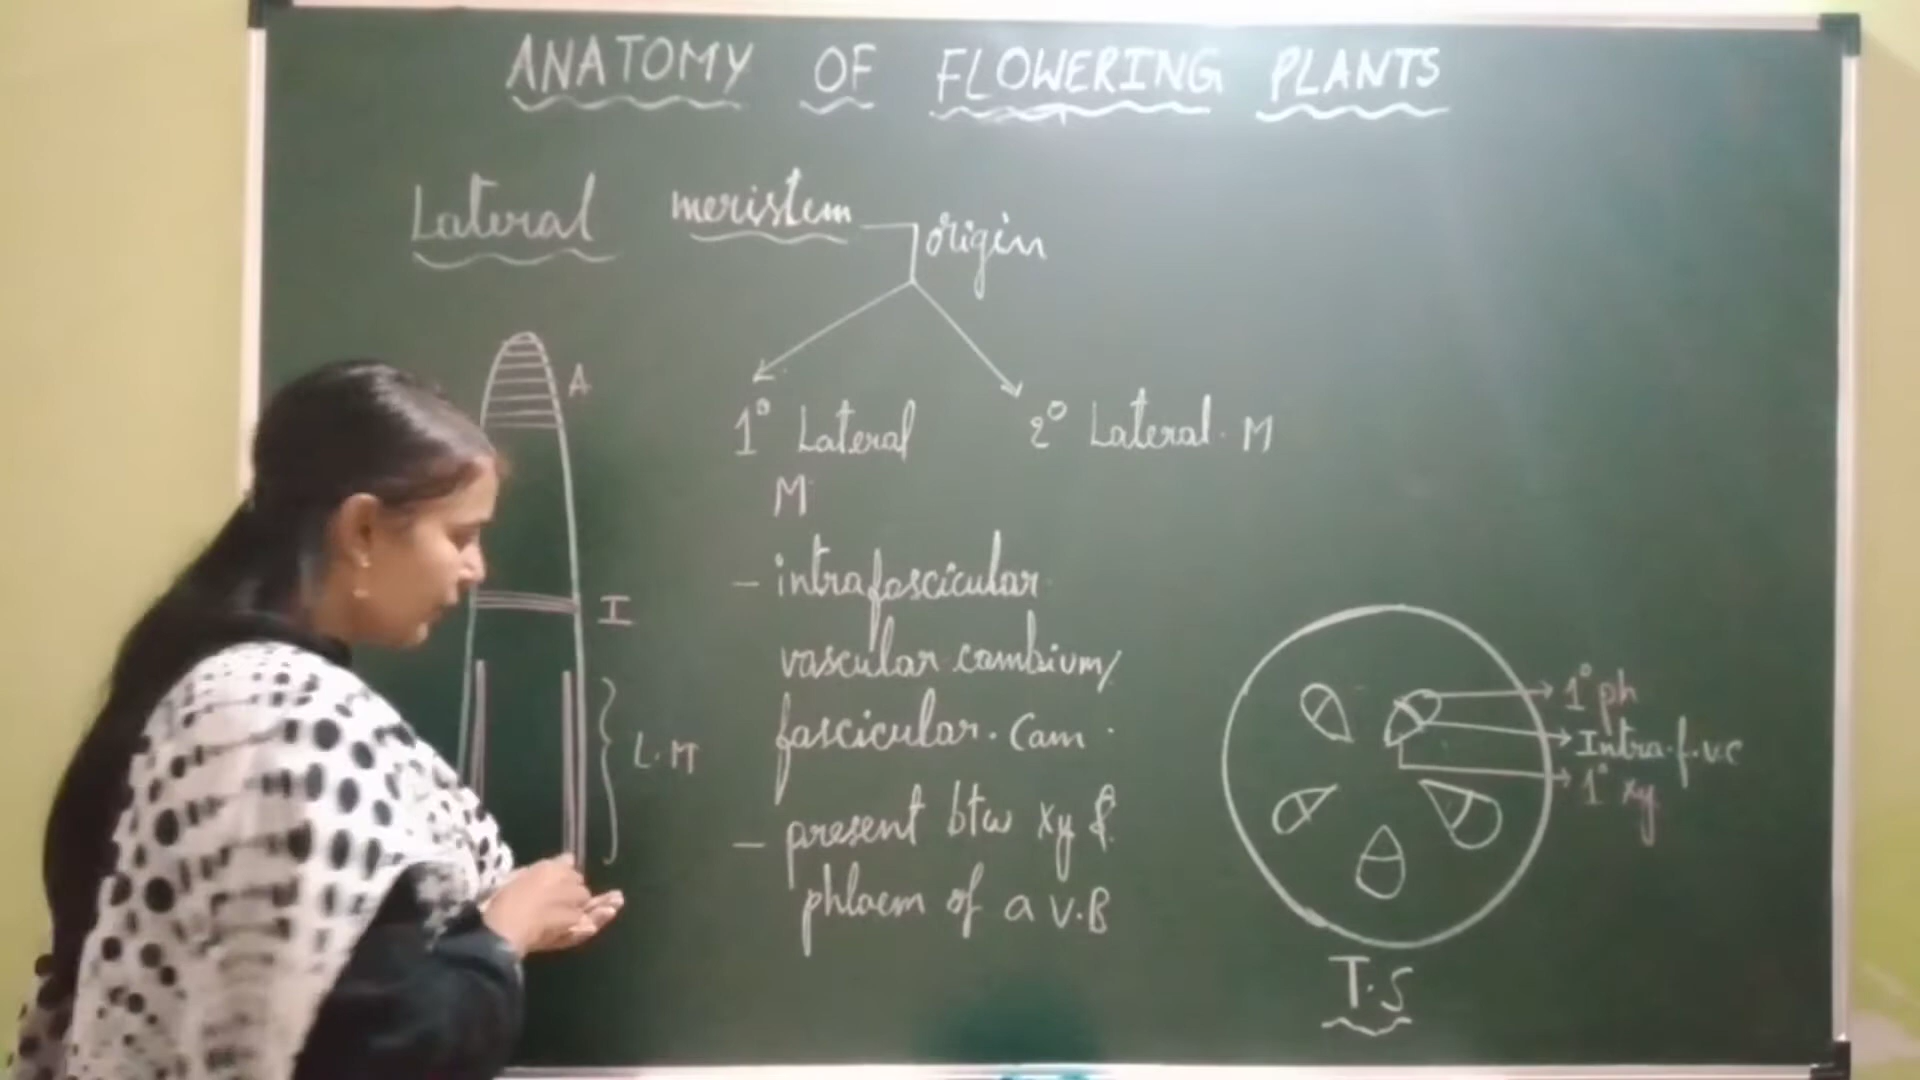 ANATOMY OF FLOWERING PLANTS
Lateral meristem
origin
A
1° Lateral
M
2° Lateral. M
I
- intrafascicular
vascular cambium/
fascicular. Cam.
L.M
- present btw xy &
phloem of a V.B
1° ph
Intra.f.v.c
1° xy
T.S